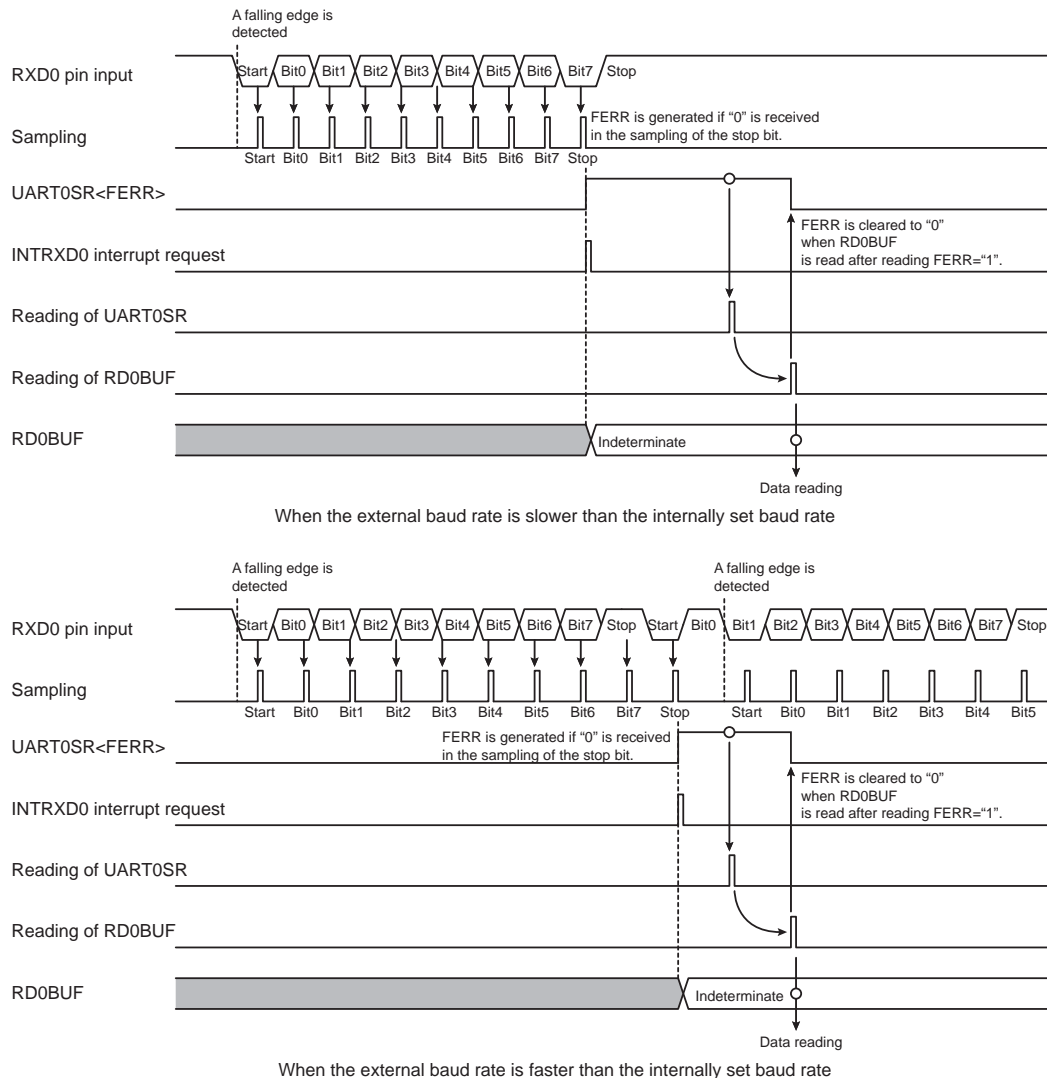 A falling edge is
detected
RXD0 pin input
Start Bit0 Bit1 Bit2 Bit3 Bit4 Bit5 Bit6 Bit7 Stop
Sampling
FERR is generated if “0” is received
in the sampling of the stop bit.
Start Bit0 Bit1 Bit2 Bit3 Bit4 Bit5 Bit6 Bit7 Stop
UART0SR<FERR>
FERR is cleared to “0”
when RD0BUF
is read after reading FERR=“1”.
INTRXD0 interrupt request
Reading of UART0SR
Reading of RD0BUF
RD0BUF
Indeterminate
Data reading
When the external baud rate is slower than the internally set baud rate
A falling edge is
detected
A falling edge is
detected
RXD0 pin input
Start Bit0 Bit1 Bit2 Bit3 Bit4 Bit5 Bit6 Bit7 Stop Start Bit0 Bit1 Bit2 Bit3 Bit4 Bit5 Bit6 Bit7 Stop
Sampling
Start Bit0 Bit1 Bit2 Bit3 Bit4 Bit5 Bit6 Bit7 Stop Start Bit0 Bit1 Bit2 Bit3 Bit4 Bit5
UART0SR<FERR>
FERR is generated if “0” is received
in the sampling of the stop bit.
FERR is cleared to “0”
when RD0BUF
is read after reading FERR=“1”.
INTRXD0 interrupt request
Reading of UART0SR
Reading of RD0BUF
RD0BUF
Indeterminate
Data reading
When the external baud rate is faster than the internally set baud rate